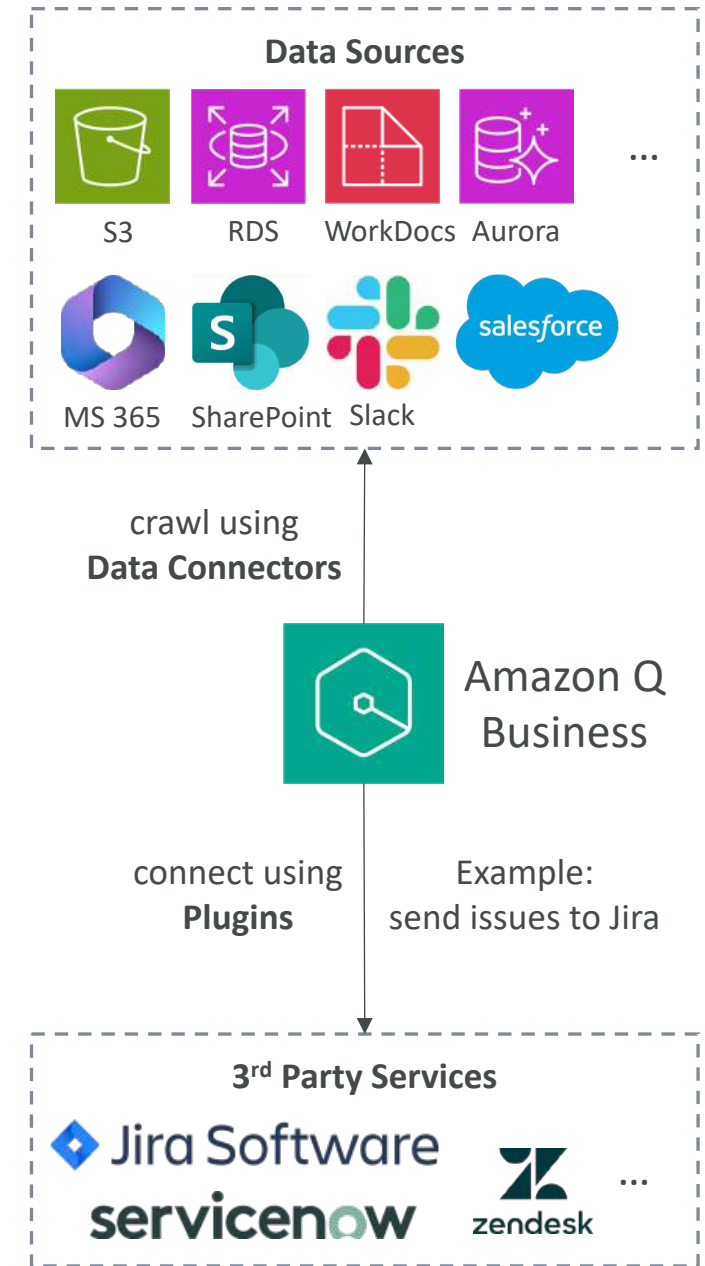 Data Sources
S3 RDS WorkDocs Aurora ...
S salesforce
MS 365 SharePoint Slack
crawl using
Data Connectors
Amazon Q
Business
connect using
Plugins
Example:
send issues to Jira
3rd Party Services
Jira Software
servicenow
zendesk ...